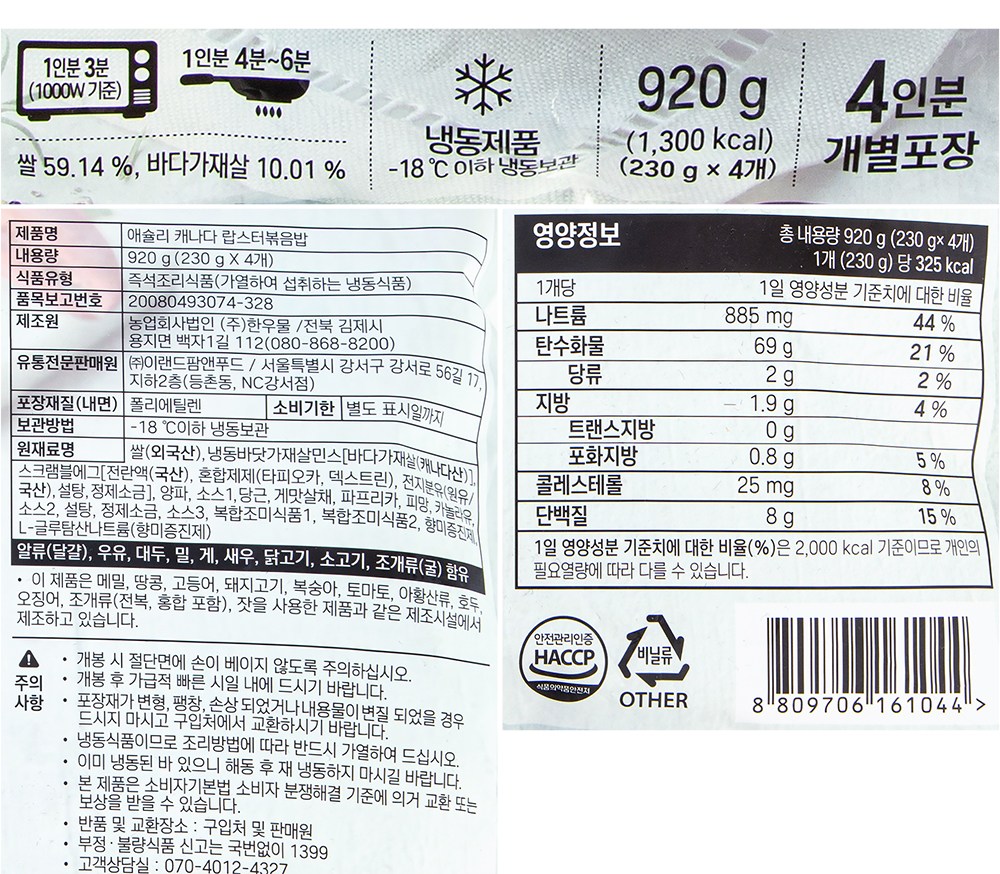 1인분 3분
(1000W 기준)
1인분 4분~6분
쌀 59.14 %, 바다가재살 10.01 %
냉동제품
-18 ℃ 이하 냉동보관
920 g
(1,300 kcal)
(230 g × 4개)
4인분
개별포장
제품명 애슐리 캐나다 랍스터볶음밥
내용량 920 g (230 g X 4개)
식품유형 즉석조리식품(가열하여 섭취하는 냉동식품)
품목보고번호 20080493074-328
제조원 농업회사법인 (주)한우물 /전북 김제시
용지면 백자1길 112(080-868-8200)
유통전문판매원 ㈜이랜드팜앤푸드 / 서울특별시 강서구 강서로 56길 17,
지하2층(등촌동, NC강서점)
포장재질(내면) 폴리에틸렌 소비기한 별도 표시일까지
보관방법 -18 ℃이하 냉동보관
원재료명 쌀(외국산), 냉동바닷가재살민스[바다가재살(캐나다산)],
스크램블에그[전란액(국산), 혼합제제(타피오카, 덱스트린), 전지분유(원유/
국산), 설탕, 정제소금], 양파, 소스1, 당근, 게맛살채, 파프리카, 피망, 카놀라유,
소스2, 설탕, 정제소금, 소스3, 복합조미식품1, 복합조미식품2, 향미증진제,
L-글루탐산나트륨(향미증진제)
알류(달걀), 우유, 대두, 밀, 게, 새우, 닭고기, 소고기, 조개류(굴) 함유
• 이 제품은 메밀, 땅콩, 고등어, 돼지고기, 복숭아, 토마토, 아황산류, 호두,
오징어, 조개류(전복, 홍합 포함), 잣을 사용한 제품과 같은 제조시설에서
제조하고 있습니다.
주의
사항
• 개봉 시 절단면에 손이 베이지 않도록 주의하십시오.
• 개봉 후 가급적 빠른 시일 내에 드시기 바랍니다.
• 포장재가 변형, 팽창, 손상 되었거나 내용물이 변질 되었을 경우
드시지 마시고 구입처에서 교환하시기 바랍니다.
• 냉동식품이므로 조리방법에 따라 반드시 가열하여 드십시오.
• 이미 냉동된 바 있으니 해동 후 재 냉동하지 마시길 바랍니다.
• 본 제품은 소비자기본법 소비자 분쟁해결 기준에 의거 교환 또는
보상을 받을 수 있습니다.
• 반품 및 교환장소 : 구입처 및 판매원
• 부정·불량식품 신고는 국번없이 1399
• 고객상담실 : 070-4012-4327
영양정보
총 내용량 920 g (230 g× 4개)
1개 (230 g) 당 325 kcal
1개당 1일 영양성분 기준치에 대한 비율
나트륨 885 mg 44 %
탄수화물 69 g 21 %
당류 2 g 2 %
지방 1.9 g 4 %
트랜스지방 0 g
포화지방 0.8 g 5 %
콜레스테롤 25 mg 8 %
단백질 8 g 15 %
1일 영양성분 기준치에 대한 비율(%)은 2,000 kcal 기준이므로 개인의
필요열량에 따라 다를 수 있습니다.
안전관리인증
HACCP
식품의약품안전처
비닐류
OTHER
8 809706 161044 >